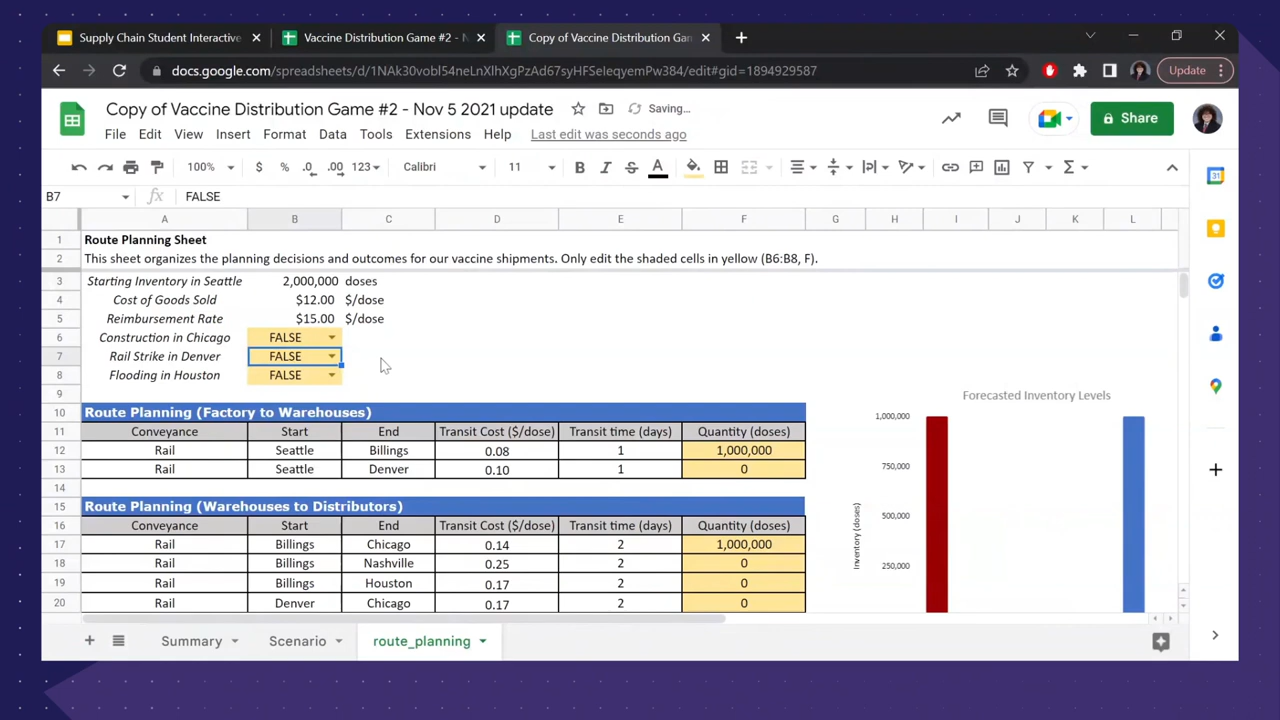 Supply Chain Student Interactive
Vaccine Distribution Game #2 - N
Copy of Vaccine Distribution Gan
docs.google.com/spreadsheets/d/1NAk30vobl54neLnXlhXgPzAd67syHFSeIeqyemPw384/edit#gid=1894929587
Update
Copy of Vaccine Distribution Game #2 - Nov 5 2021 update
Saving...
File Edit View Insert Format Data Tools Extensions Help Last edit was seconds ago
Share
100% $ % .0 .00 123 Calibri 11 B I S A Σ
31
B7 fx FALSE
A B C D E F G H I J K L
1 Route Planning Sheet
2 This sheet organizes the planning decisions and outcomes for our vaccine shipments. Only edit the shaded cells in yellow (B6:B8, F).
3 Starting Inventory in Seattle 2,000,000 doses
4 Cost of Goods Sold $12.00 $/dose
5 Reimbursement Rate $15.00 $/dose
6 Construction in Chicago FALSE
7 Rail Strike in Denver FALSE
8 Flooding in Houston FALSE
9
10 Route Planning (Factory to Warehouses)
11 Conveyance Start End Transit Cost ($/dose) Transit time (days) Quantity (doses)
12 Rail Seattle Billings 0.08 1 1,000,000
13 Rail Seattle Denver 0.10 1 0
14
15 Route Planning (Warehouses to Distributors)
16 Conveyance Start End Transit Cost ($/dose) Transit time (days) Quantity (doses)
17 Rail Billings Chicago 0.14 2 1,000,000
18 Rail Billings Nashville 0.25 2 0
19 Rail Billings Houston 0.17 2 0
20 Rail Denver Chicago 0.17 2 0
Forecasted Inventory Levels
1,000,000
750,000
500,000
250,000
Inventory (doses)
Summary Scenario route_planning